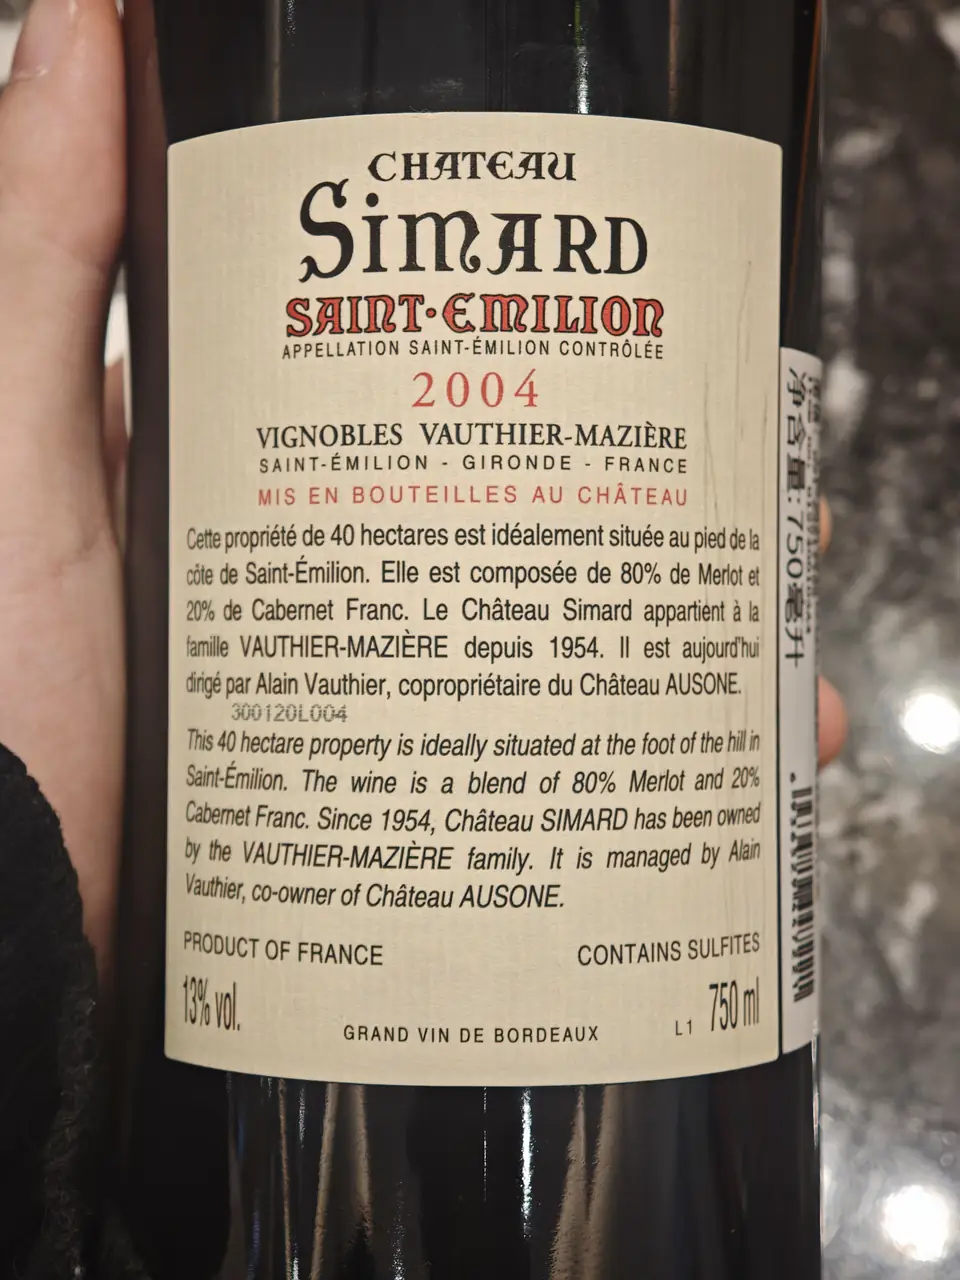 CHATEAU
SIMARD
SAINT·EMILION
APPELLATION SAINT-ÉMILION CONTRÔLÉE
2004
VIGNOBLES VAUTHIER-MAZIÈRE
SAINT-ÉMILION - GIRONDE - FRANCE
MIS EN BOUTEILLES AU CHÂTEAU
Cette propriété de 40 hectares est idéalement située au pied de la
côte de Saint-Émilion. Elle est composée de 80% de Merlot et
20% de Cabernet Franc. Le Château Simard appartient à la
famille VAUTHIER-MAZIÈRE depuis 1954. Il est aujourd'hui
dirigé par Alain Vauthier, copropriétaire du Château AUSONE.
300120L004
This 40 hectare property is ideally situated at the foot of the hill in
Saint-Émilion. The wine is a blend of 80% Merlot and 20%
Cabernet Franc. Since 1954, Château SIMARD has been owned
by the VAUTHIER-MAZIÈRE family. It is managed by Alain
Vauthier, co-owner of Château AUSONE.
PRODUCT OF FRANCE
CONTAINS SULFITES
13% vol.
GRAND VIN DE BORDEAUX
L1
750 ml
净含量:750毫升